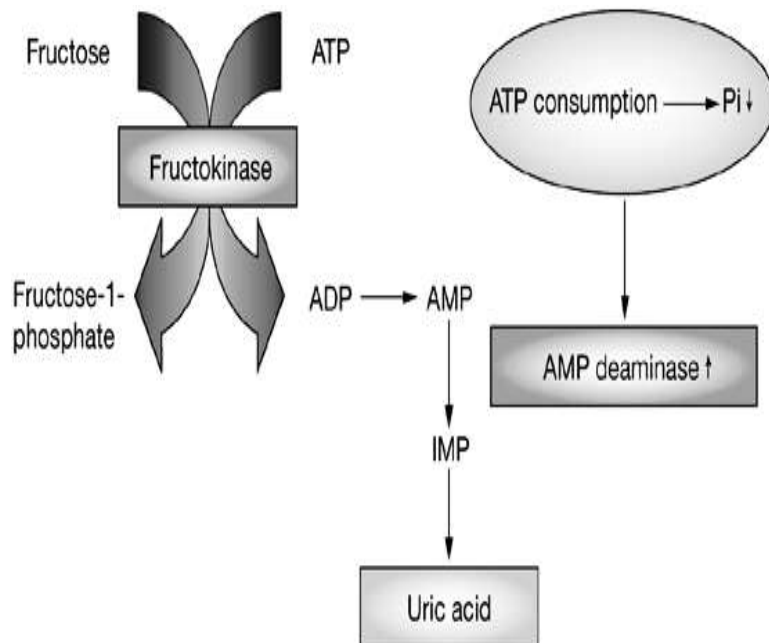 Fructose
ATP
ATP consumption → Pi ↓
Fructokinase
Fructose-1-
phosphate
ADP → AMP
AMP deaminase ↑
IMP
Uric acid